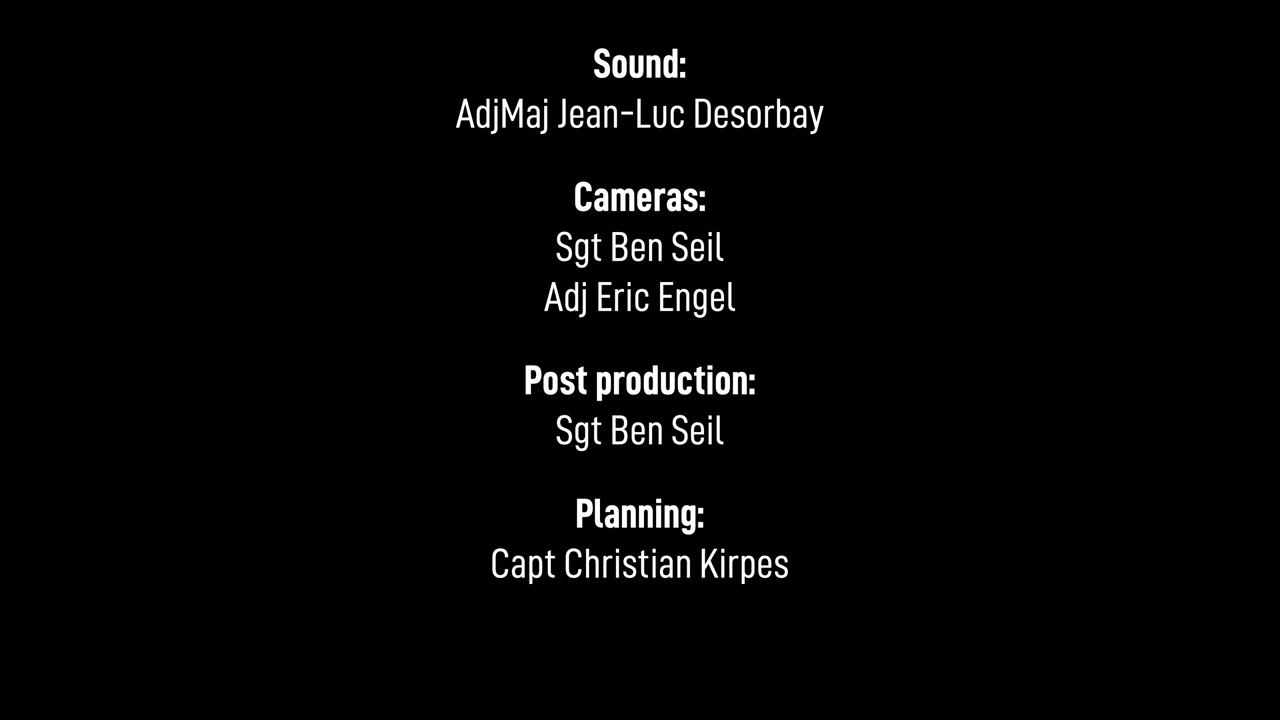 Sound:
AdjMaj Jean-Luc Desorbay
Cameras:
Sgt Ben Seil
Adj Eric Engel
Post production:
Sgt Ben Seil
Planning:
Capt Christian Kirpes